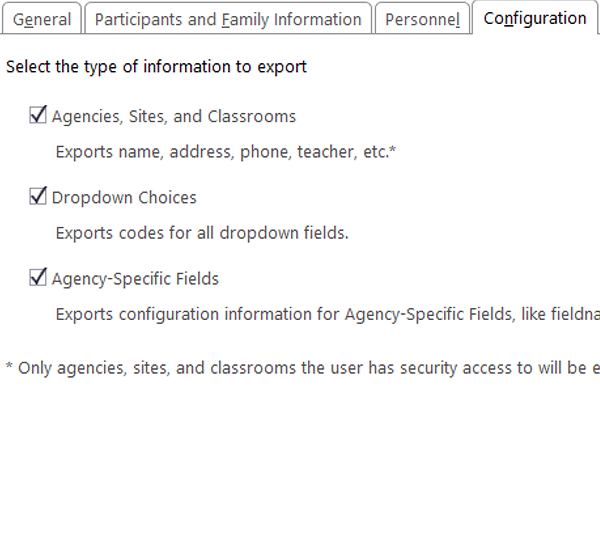 General Participants and Family Information Personnel Configuration
Select the type of information to export
Agencies, Sites, and Classrooms
Exports name, address, phone, teacher, etc.*
Dropdown Choices
Exports codes for all dropdown fields.
Agency-Specific Fields
Exports configuration information for Agency-Specific Fields, like fieldna
* Only agencies, sites, and classrooms the user has security access to will be e